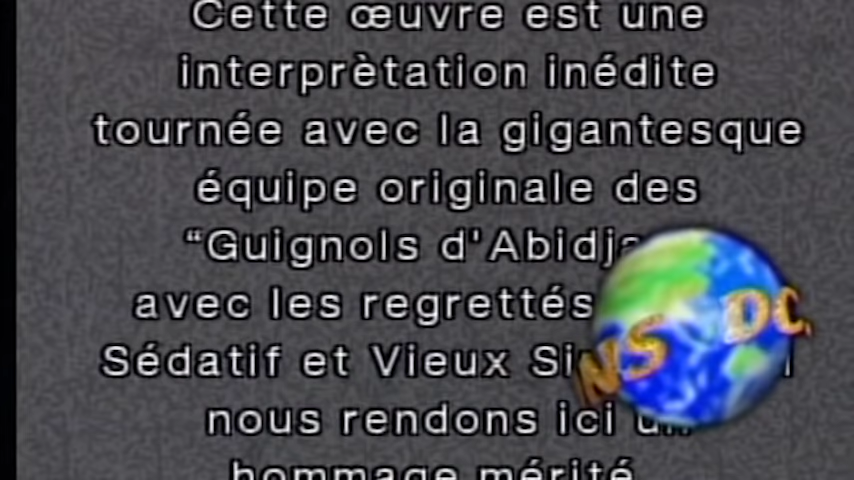 Cette œuvre est une
interprètation inédite
tournée avec la gigantesque
équipe originale des
“Guignols d'Abidj
avec les regrettés
Sédatif et Vieux
nous rendons ici un
hommage mérité